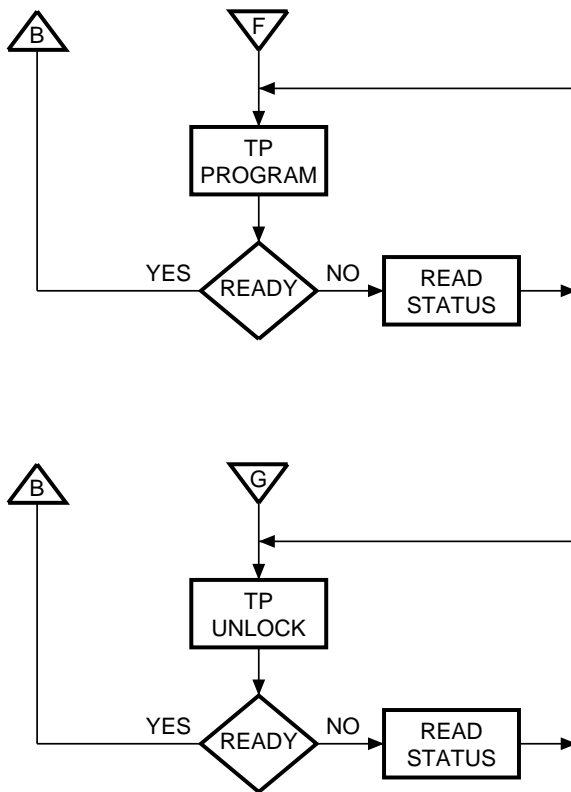 B
F
TP
PROGRAM
YES
READY
NO
READ
STATUS
B
G
TP
UNLOCK
YES
READY
NO
READ
STATUS